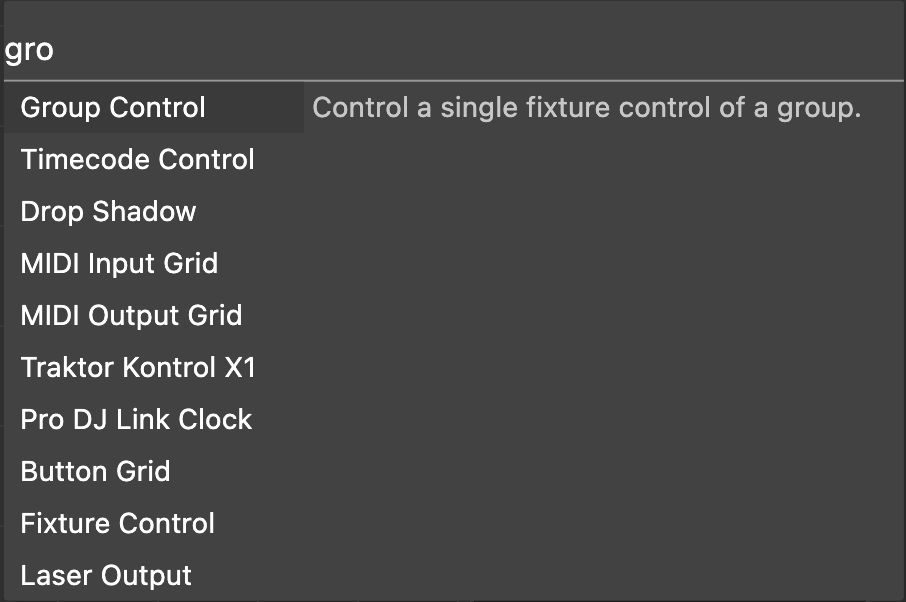 gro
Group Control
Control a single fixture control of a group.
Timecode Control
Drop Shadow
MIDI Input Grid
MIDI Output Grid
Traktor Kontrol X1
Pro DJ Link Clock
Button Grid
Fixture Control
Laser Output